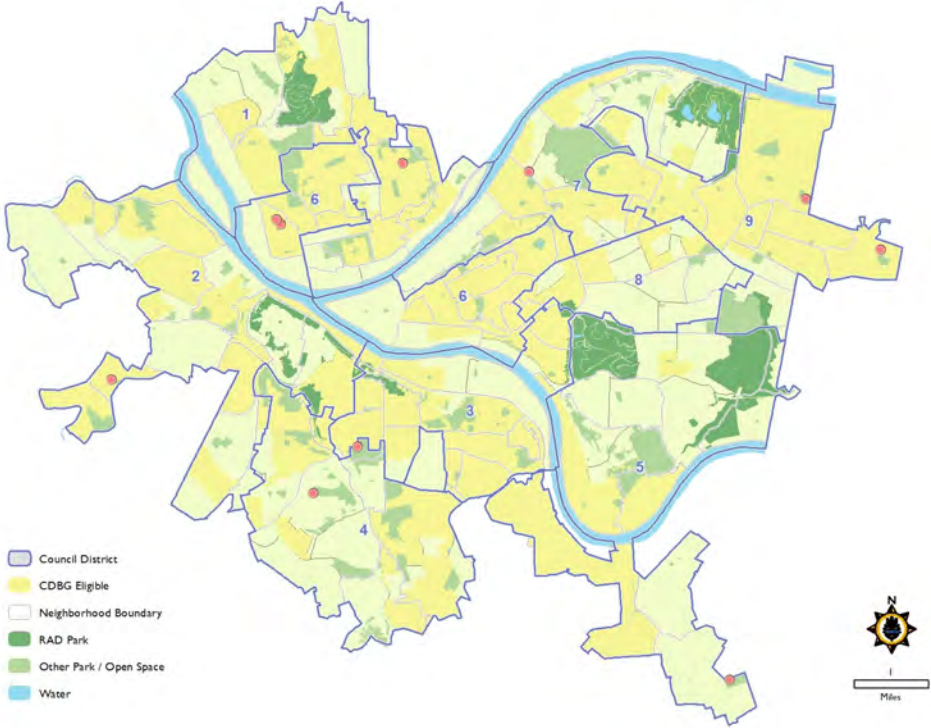 1
6
7
9
2
6
8
3
5
4
Council District
CDBG Eligible
Neighborhood Boundary
RAD Park
Other Park / Open Space
Water
N
1
Miles